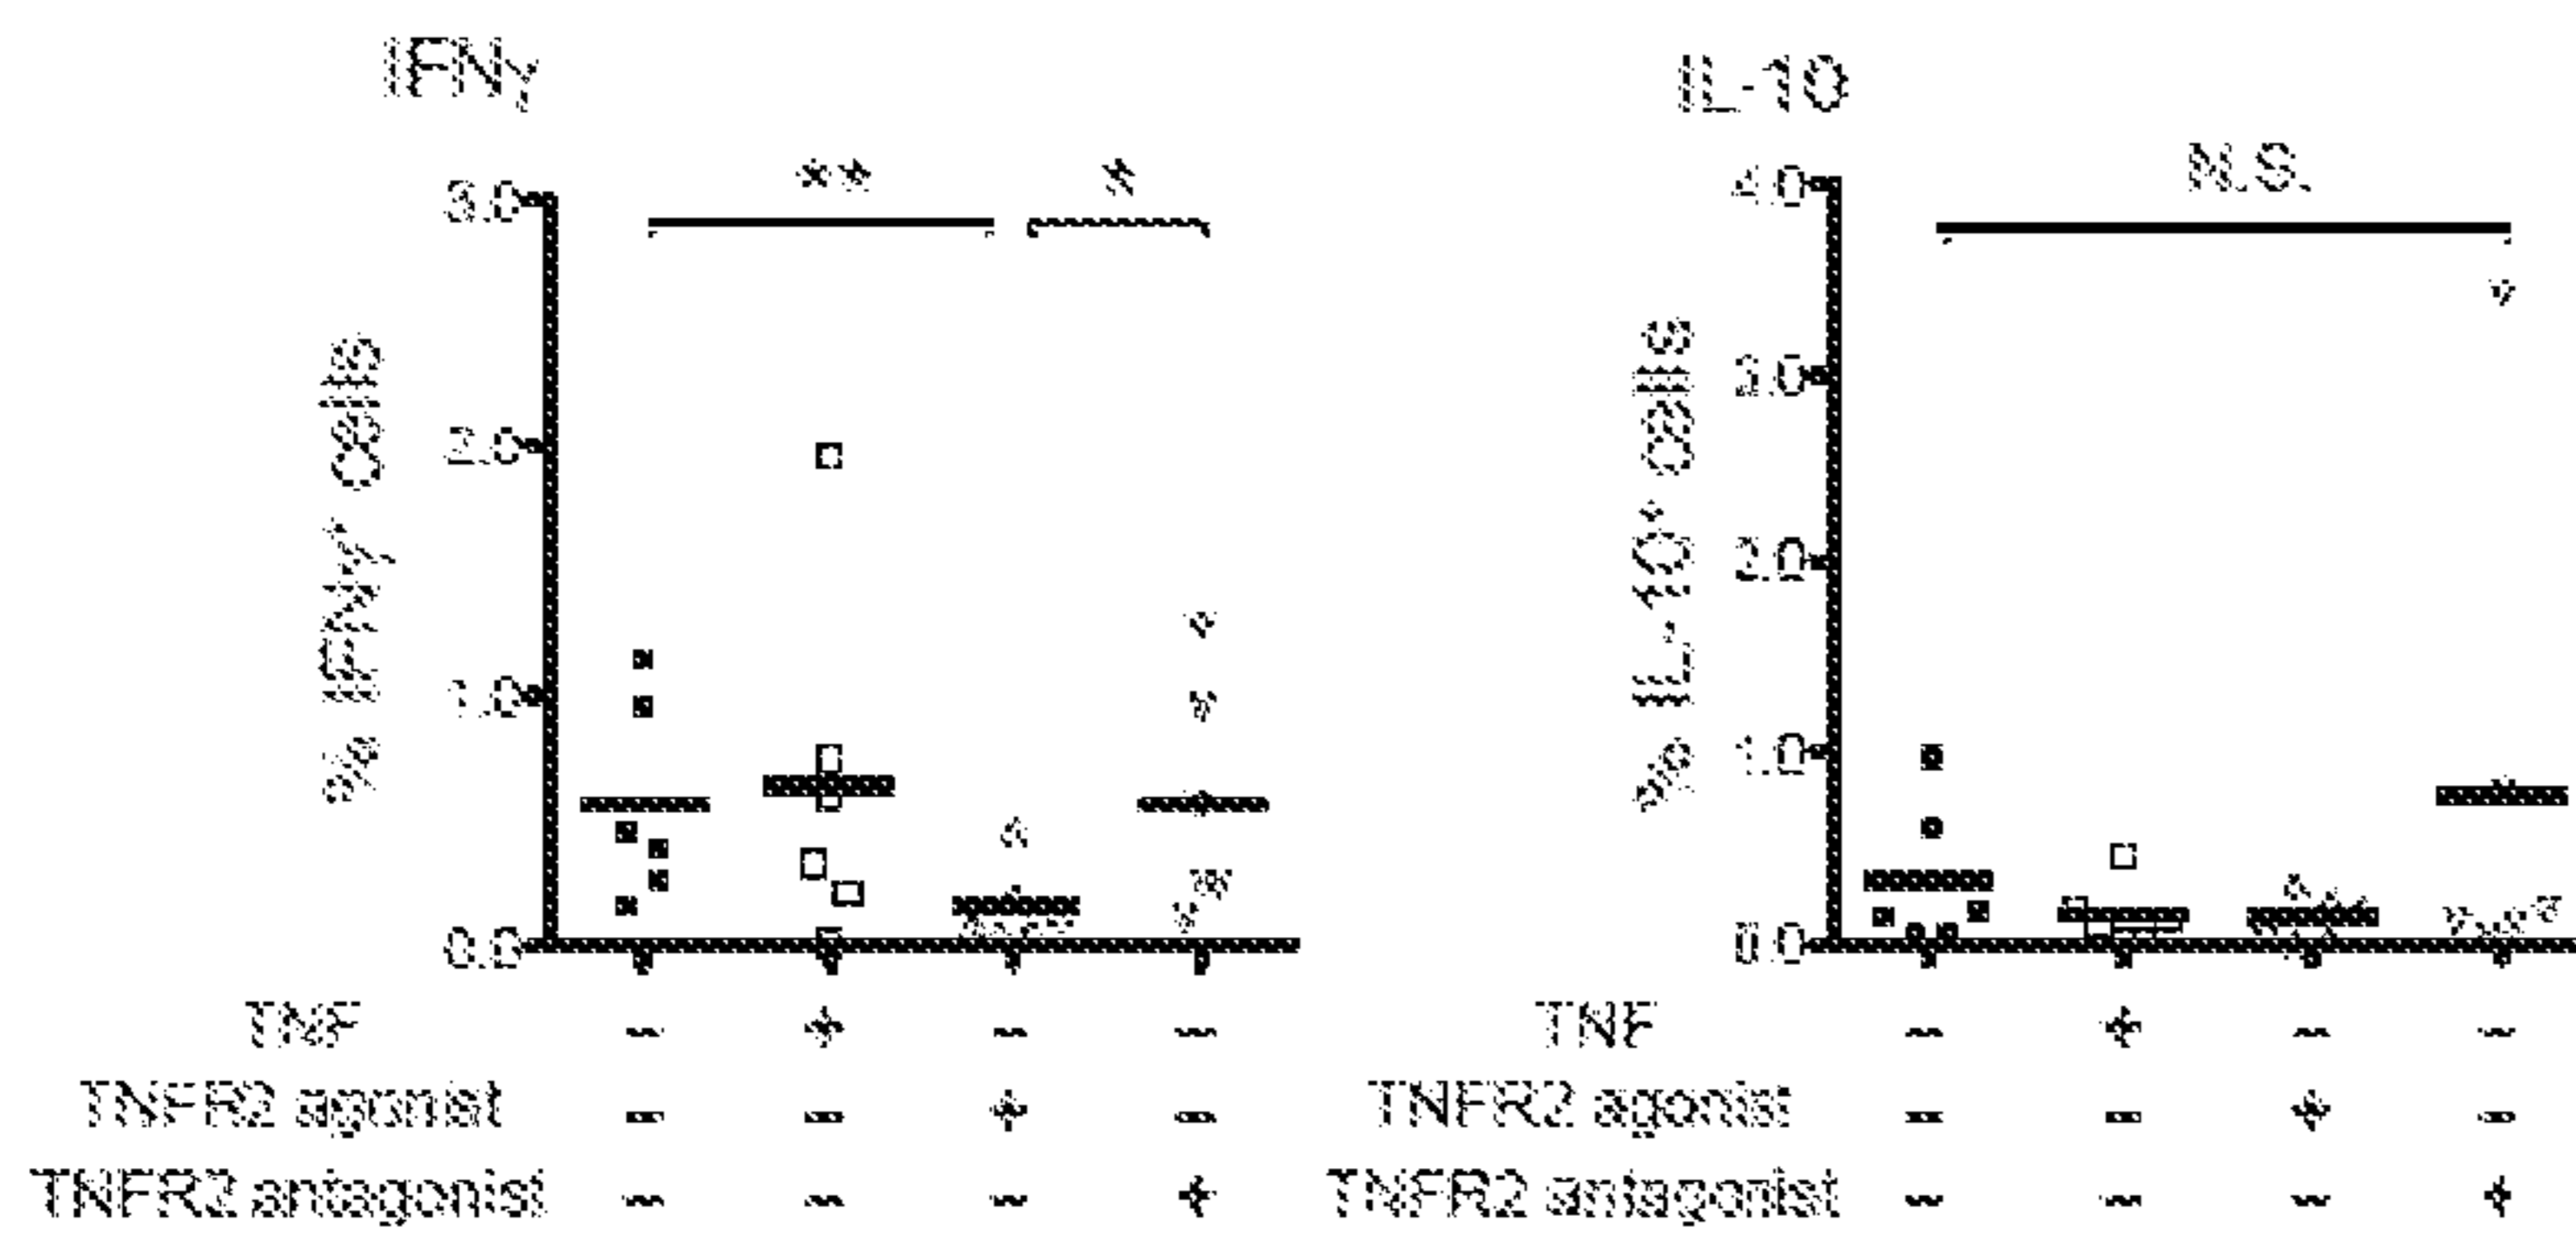 IFNγ
** *
3.0
2.0
1.0
0.0
% IFNγ+ cells
TNF - + - -
TNFR2 agonist - - + -
TNFR2 antagonist - - - +
IL-10
N.S.
4.0
3.0
2.0
1.0
0.0
% IL-10+ cells
TNF - + - -
TNFR2 agonist - - + -
TNFR2 antagonist - - - +